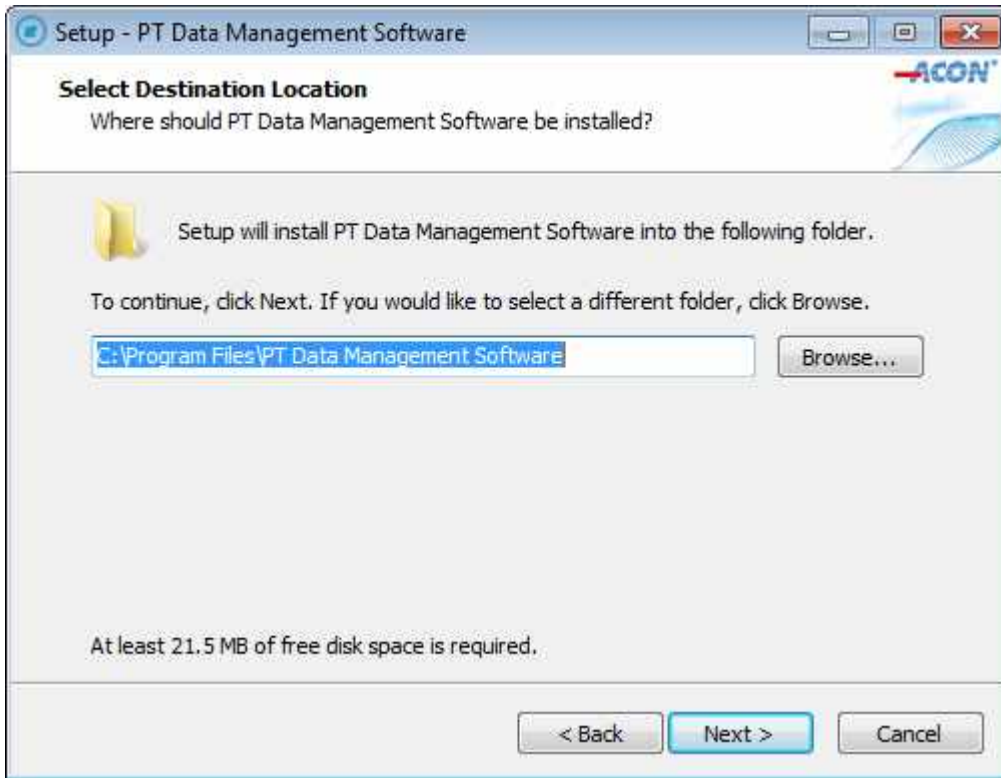 Setup - PT Data Management Software
ACON
Select Destination Location
Where should PT Data Management Software be installed?
Setup will install PT Data Management Software into the following folder.
To continue, click Next. If you would like to select a different folder, click Browse.
C:\Program Files\PT Data Management Software
Browse...
At least 21.5 MB of free disk space is required.
< Back
Next >
Cancel